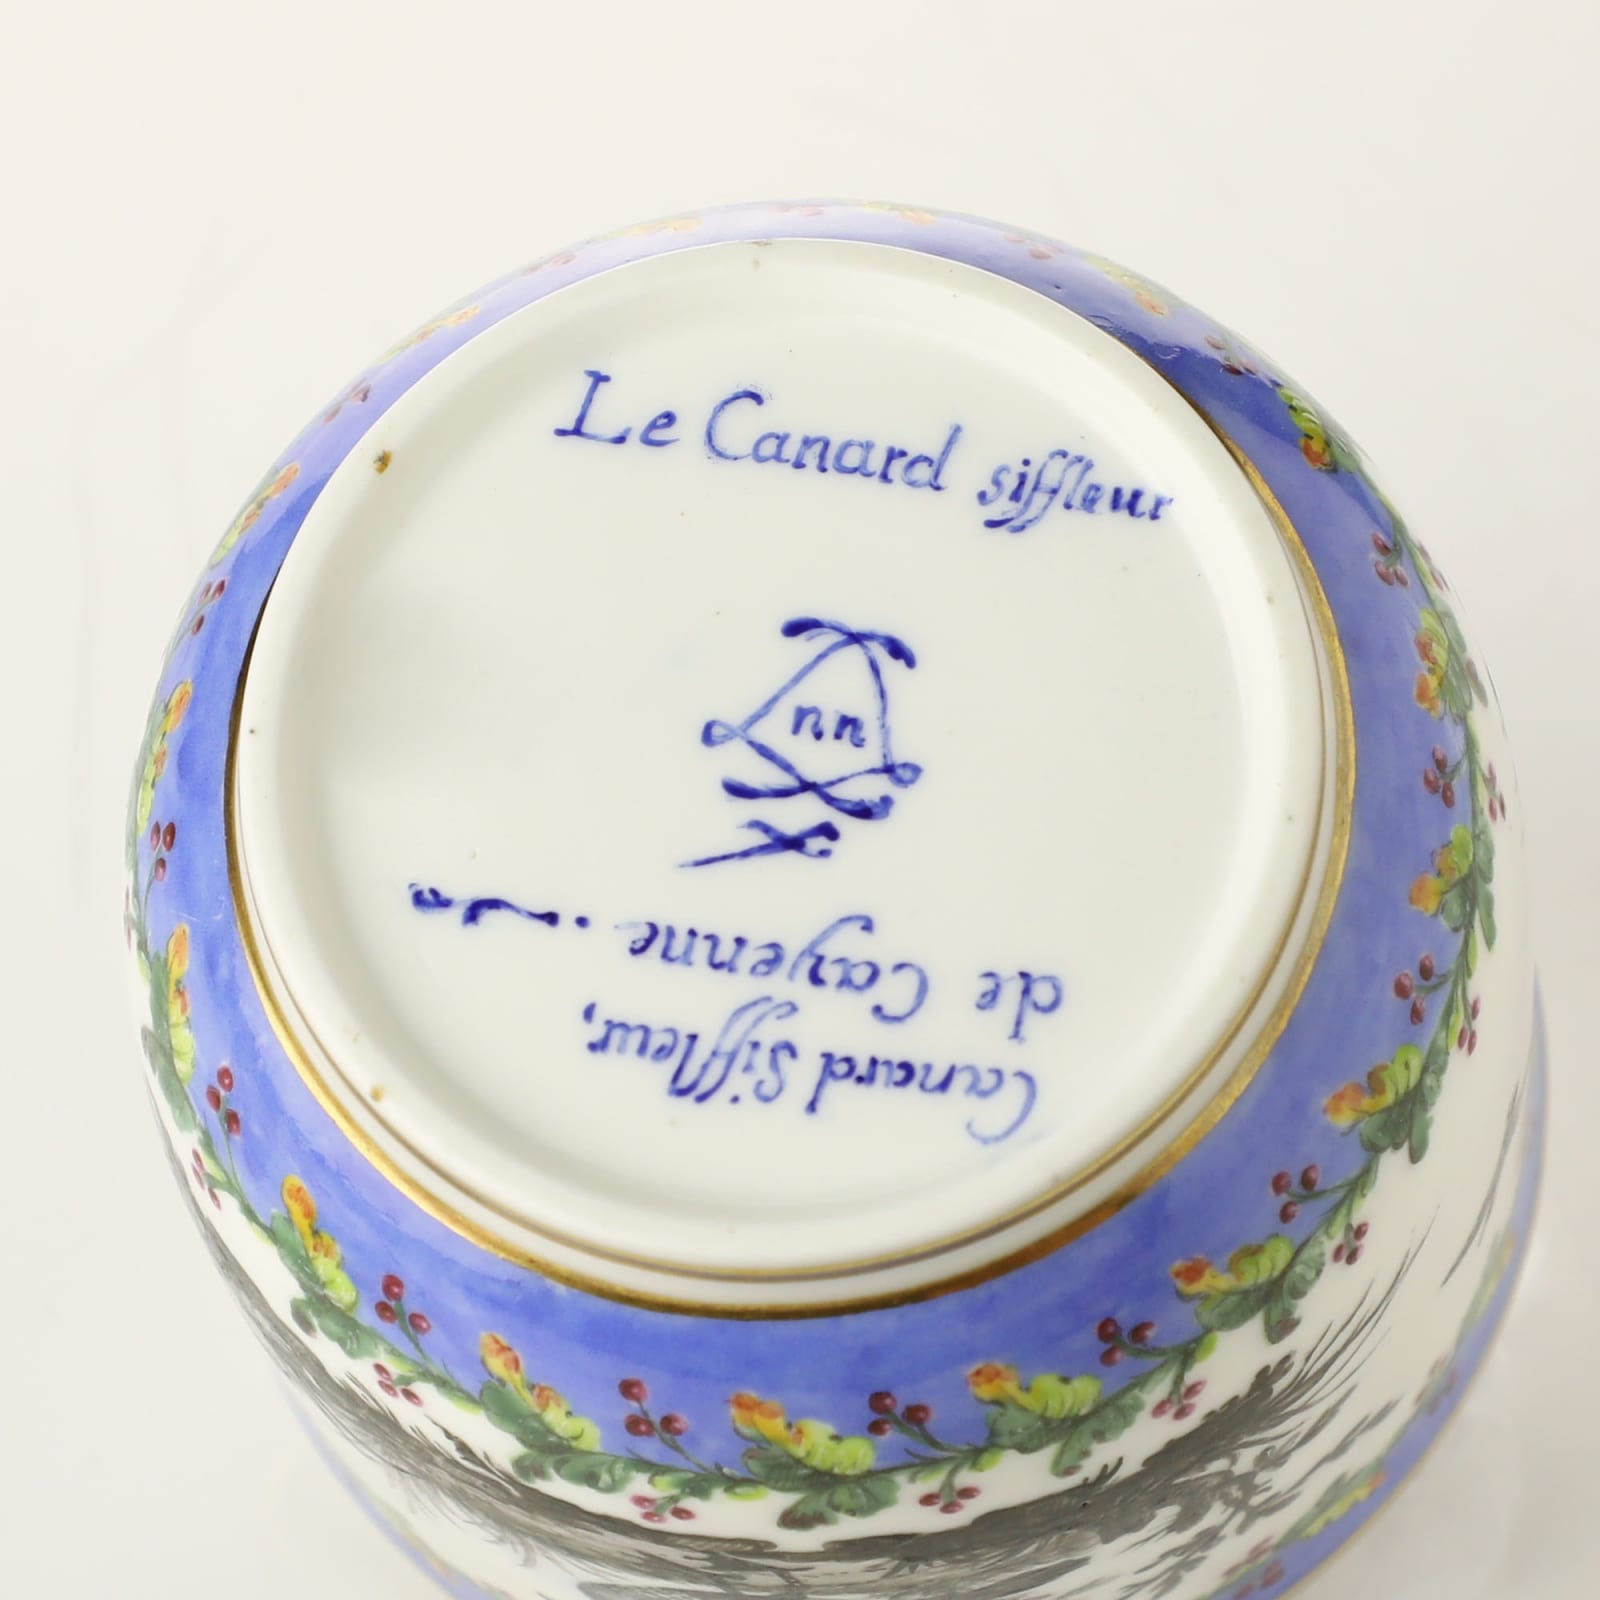 Le Canard siffleur
nn
Canard Siffleur,
de Cayenne .